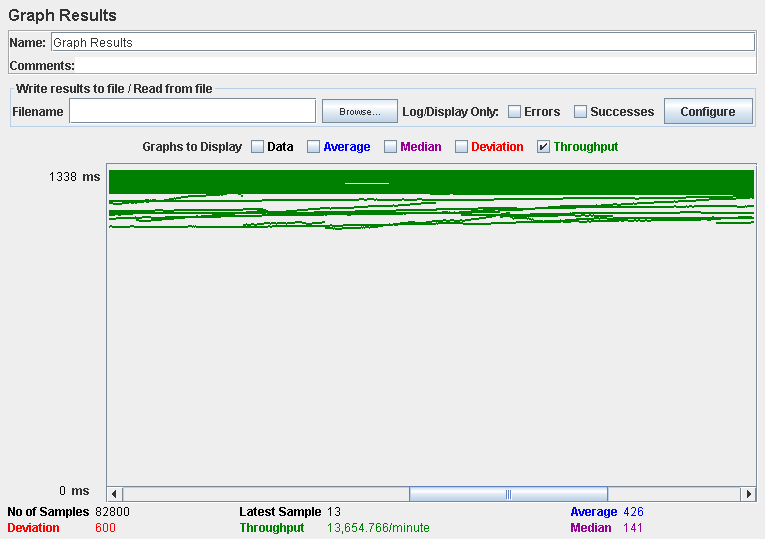 Graph Results
Name: Graph Results
Comments:
Write results to file / Read from file
Filename Browse... Log/Display Only: Errors Successes Configure
Graphs to Display Data Average Median Deviation Throughput
1338 ms
0 ms
No of Samples 82800 Latest Sample 13 Average 426
Deviation 600 Throughput 13,654.766/minute Median 141